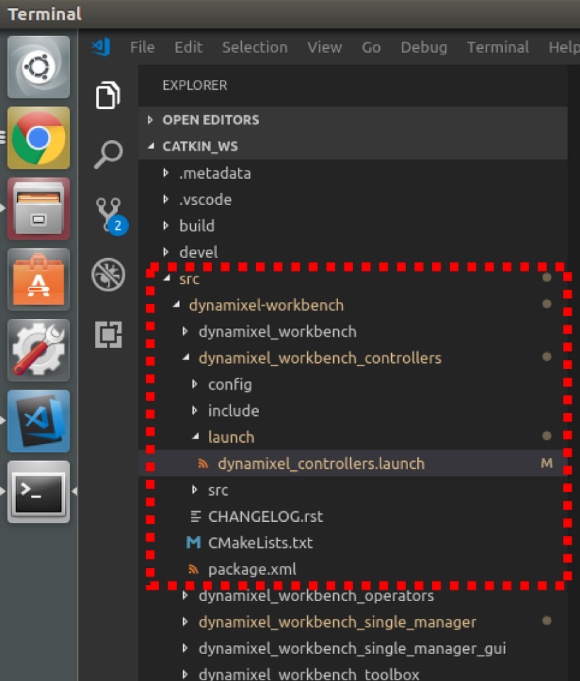 Terminal
File Edit Selection View Go Debug Terminal Help
EXPLORER
OPEN EDITORS
CATKIN_WS
.metadata
.vscode
build
devel
src
dynamixel-workbench
dynamixel_workbench
dynamixel_workbench_controllers
config
include
launch
dynamixel_controllers.launch M
src
CHANGELOG.rst
M CMakeLists.txt
package.xml
dynamixel_workbench_operators
dynamixel_workbench_single_manager
dynamixel_workbench_single_manager_gui
dynamixel_workbench_toolbox
2